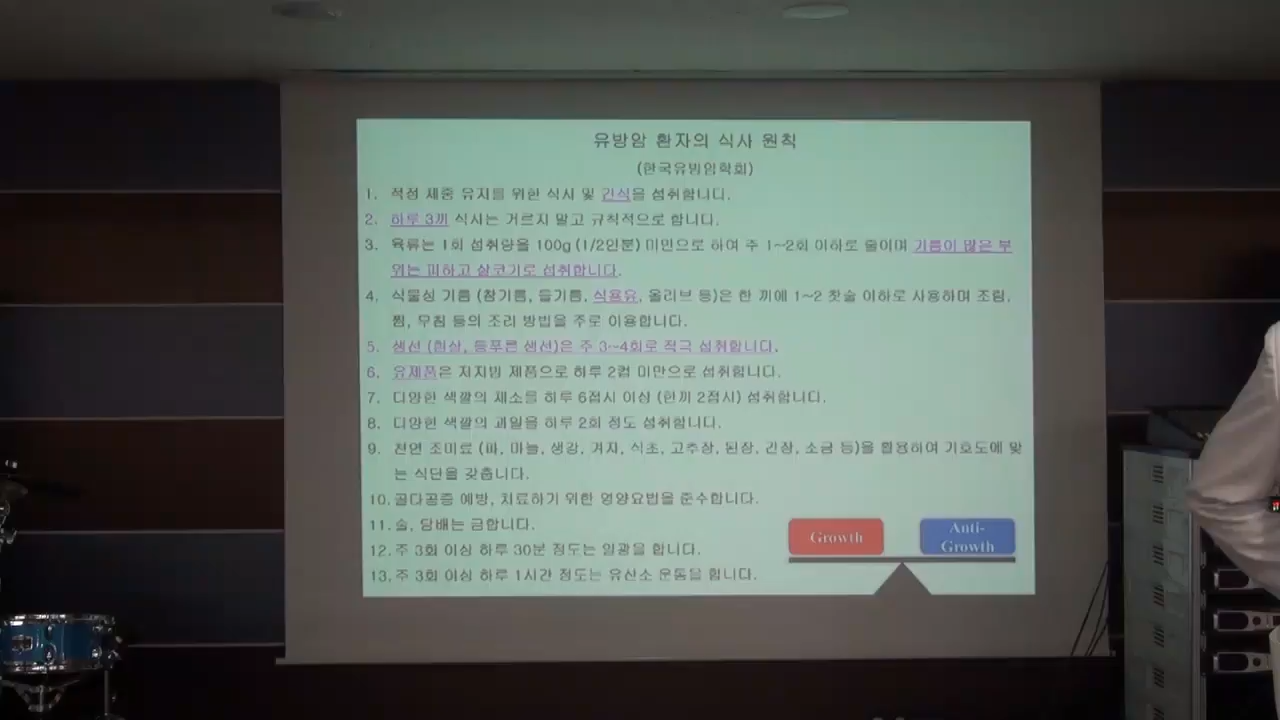 유방암 환자의 식사 원칙
(한국유방암학회)
1. 적정 체중 유지를 위한 식사 및 간식을 섭취합니다.
2. 하루 3끼 식사는 거르지 말고 규칙적으로 합니다.
3. 육류는 1회 섭취량을 100g (1/2인분) 미만으로 하여 주 1~2회 이하로 줄이며 기름이 많은 부
위는 피하고 살코기로 섭취합니다.
4. 식물성 기름 (참기름, 들기름, 식용유, 올리브 등)은 한 끼에 1~2 찻술 이하로 사용하며 조림,
찜, 무침 등의 조리 방법을 주로 이용합니다.
5. 생선 (흰살, 등푸른 생선)은 주 3~4회로 적극 섭취합니다.
6. 유제품은 저지방 제품으로 하루 2컵 미만으로 섭취합니다.
7. 다양한 색깔의 채소를 하루 6접시 이상 (한끼 2접시) 섭취합니다.
8. 다양한 색깔의 과일을 하루 2회 정도 섭취합니다.
9. 천연 조미료 (파, 마늘, 생강, 겨자, 식초, 고추장, 된장, 간장, 소금 등)을 활용하여 기호도에 맞
는 식단을 갖춥니다.
10. 골다공증 예방, 치료하기 위한 영양요법을 준수합니다.
11. 술, 담배는 금합니다.
12. 주 3회 이상 하루 30분 정도는 일광을 합니다.
13. 주 3회 이상 하루 1시간 정도는 유산소 운동을 합니다.
Growth
Anti-
Growth